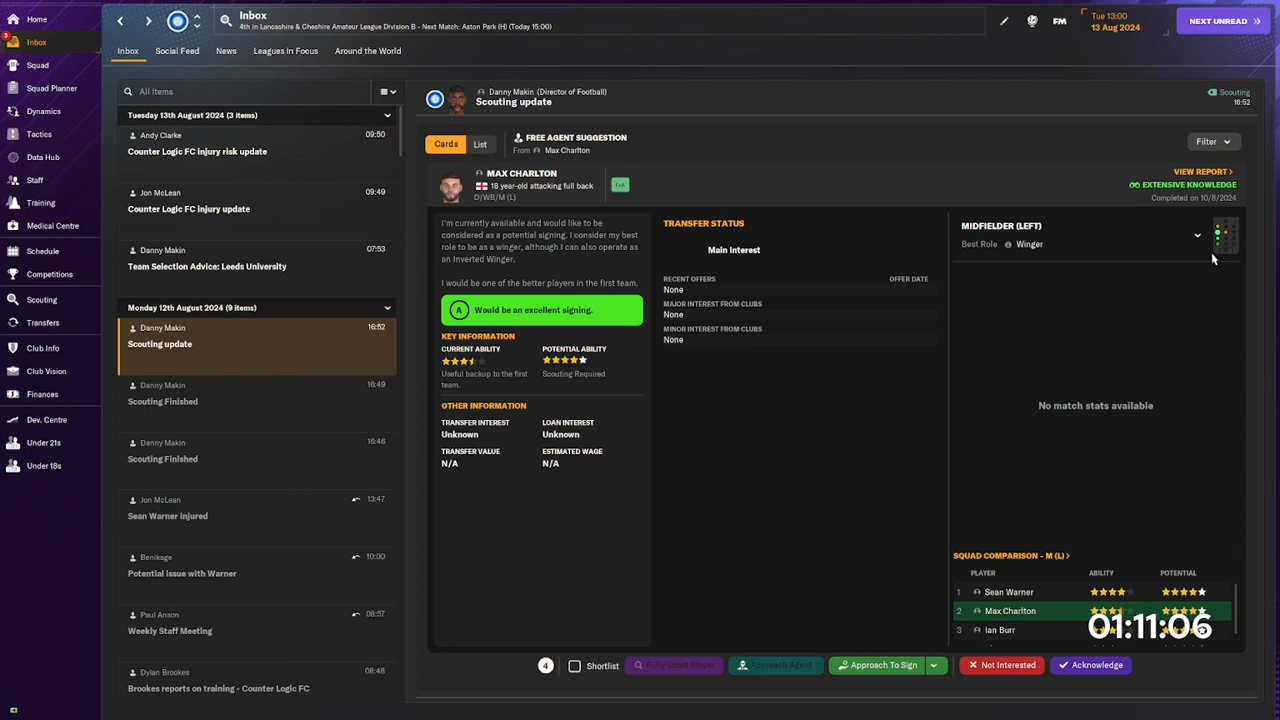 Home
3
Inbox
Squad
Squad Planner
Dynamics
Tactics
Data Hub
Staff
Training
Medical Centre
Schedule
Competitions
Scouting
Transfers
Club Info
Club Vision
Finances
Dev. Centre
Under 21s
Under 18s
Inbox
4th in Lancashire & Cheshire Amateur League Division B - Next Match: Aston Park (H) (Today 15:00)
FM
Tue 13:00
13 Aug 2024
NEXT UNREAD
Inbox Social Feed News Leagues in Focus Around the World
All Items
Tuesday 13th August 2024 (3 items)
Andy Clarke 09:50
Counter Logic FC injury risk update
Jon McLean 09:49
Counter Logic FC injury update
Danny Makin 07:53
Team Selection Advice: Leeds University
Monday 12th August 2024 (9 items)
Danny Makin 16:52
Scouting update
Danny Makin 16:49
Scouting Finished
Danny Makin 16:46
Scouting Finished
Jon McLean 13:47
Sean Warner injured
Benikage 10:00
Potential issue with Warner
Paul Anson 08:57
Weekly Staff Meeting
Dylan Brookes 08:48
Brookes reports on training - Counter Logic FC
Danny Makin (Director of Football)
Scouting update
Scouting
16:52
Cards List
FREE AGENT SUGGESTION
From Max Charlton
Filter
MAX CHARLTON
18 year-old attacking full back
D/WB/M (L)
F/A
VIEW REPORT >
EXTENSIVE KNOWLEDGE
Completed on 10/8/2024
I'm currently available and would like to be
considered as a potential signing. I consider my best
role to be as a winger, although I can also operate as
an Inverted Winger.
I would be one of the better players in the first team.
A Would be an excellent signing.
KEY INFORMATION
CURRENT ABILITY POTENTIAL ABILITY
Useful backup to the first
team.
Scouting Required
OTHER INFORMATION
TRANSFER INTEREST LOAN INTEREST
Unknown Unknown
TRANSFER VALUE ESTIMATED WAGE
N/A N/A
TRANSFER STATUS
Main Interest
RECENT OFFERS OFFER DATE
None
MAJOR INTEREST FROM CLUBS
None
MINOR INTEREST FROM CLUBS
None
MIDFIELDER (LEFT)
Best Role Winger
No match stats available
SQUAD COMPARISON - M (L) >
PLAYER ABILITY POTENTIAL
1 Sean Warner
2 Max Charlton
3 Ian Burr
01:11:06
4 Shortlist Fully Scout Player Approach Agent Approach To Sign Not Interested Acknowledge